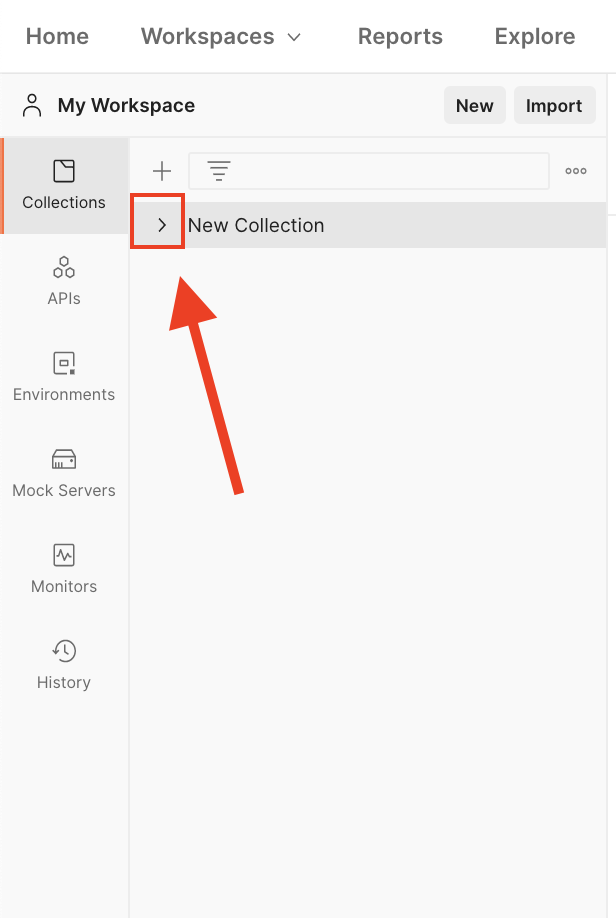 Home Workspaces Reports Explore
My Workspace New Import
Collections
New Collection
APIs
Environments
Mock Servers
Monitors
History